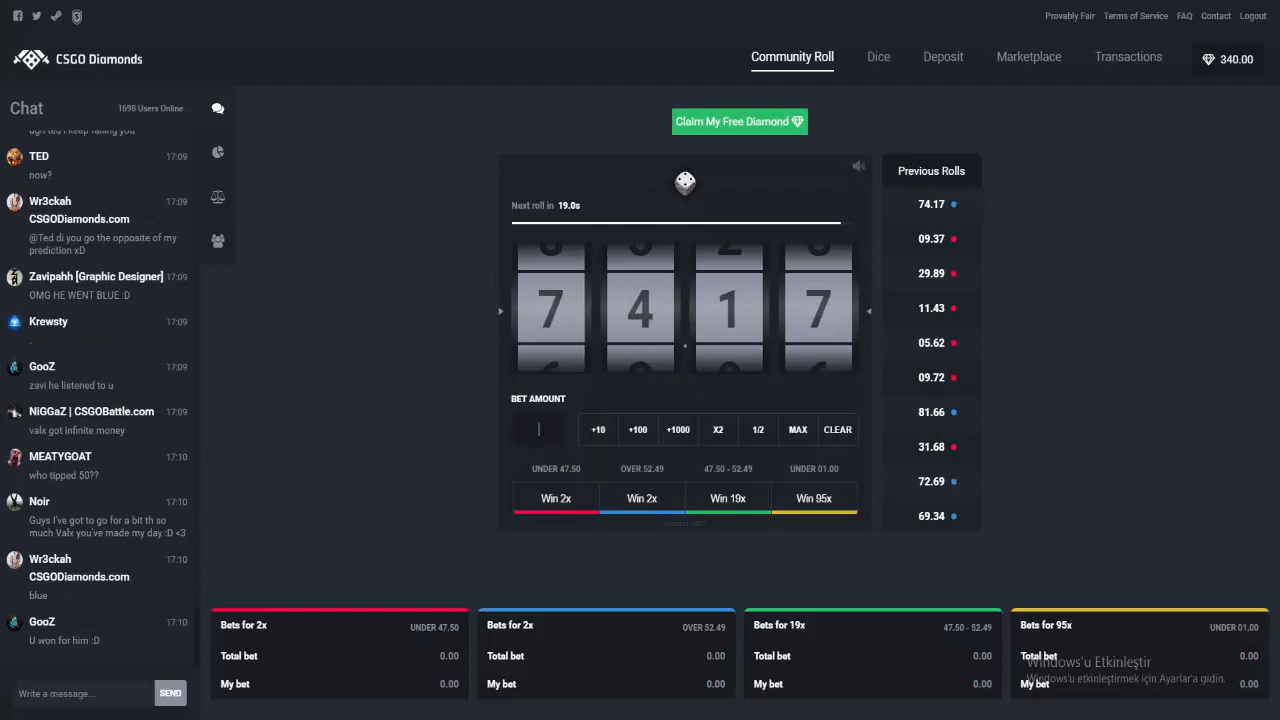 Provably Fair Terms of Service FAQ Contact Logout
CSGO Diamonds
Community Roll Dice Deposit Marketplace Transactions 340.00
Chat 1698 Users Online
ugh ted i keep failing you
TED 17:09
now?
Wr3ckah 17:09
CSGODiamonds.com
@Ted di you go the opposite of my
prediction xD
Zavipahh [Graphic Designer] 17:09
OMG HE WENT BLUE :D
Krewsty 17:09
.
GooZ 17:09
zavi he listened to u
NiGGaZ | CSGOBattle.com 17:09
valx got infinite money
MEATYGOAT 17:10
who tipped 50??
Noir 17:10
Guys I've got to go for a bit th so
much Valx you've made my day :D <3
Wr3ckah 17:10
CSGODiamonds.com
blue
GooZ 17:10
U won for him :D
Write a message... SEND
Claim My Free Diamond
Next roll in 19.0s
7 4 . 1 7
BET AMOUNT
+10 +100 +1000 X2 1/2 MAX CLEAR
UNDER 47.50 OVER 52.49 47.50 - 52.49 UNDER 01.00
Win 2x Win 2x Win 19x Win 95x
Previous Rolls
74.17
09.37
29.89
11.43
05.62
09.72
81.66
31.68
72.69
69.34
Bets for 2x UNDER 47.50
Total bet 0.00
My bet 0.00
Bets for 2x OVER 52.49
Total bet 0.00
My bet 0.00
Bets for 19x 47.50 - 52.49
Total bet 0.00
My bet 0.00
Bets for 95x UNDER 01.00
Total bet 0.00
My bet 0.00
Windows'u Etkinleştir
Windows'u etkinleştirmek için Ayarlar'a gidin.